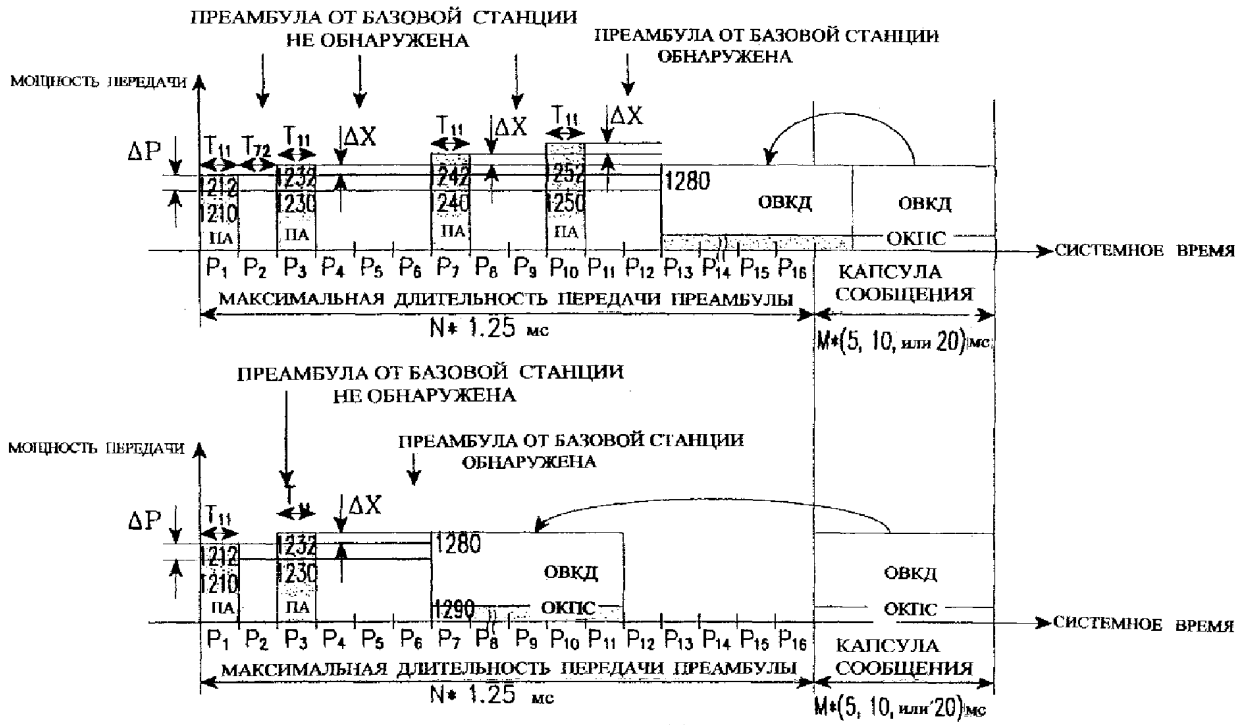 ПРЕАМБУЛА ОТ БАЗОВОЙ СТАНЦИИ
НЕ ОБНАРУЖЕНА
ПРЕАМБУЛА ОТ БАЗОВОЙ СТАНЦИИ
ОБНАРУЖЕНА
МОЩНОСТЬ ПЕРЕДАЧИ
ΔP T11 T72 T11 ΔX T11 ΔX T11 ΔX
1212 1232 242 252 1280
1210 1230 240 1250 ОВКД ОВКД
ПА ПА ПА ПА ОКПС
СИСТЕМНОЕ ВРЕМЯ
P1 P2 P3 P4 P5 P6 P7 P8 P9 P10 P11 P12 P13 P14 P15 P16
КАПСУЛА
СООБЩЕНИЯ
МАКСИМАЛЬНАЯ ДЛИТЕЛЬНОСТЬ ПЕРЕДАЧИ ПРЕАМБУЛЫ
N* 1.25 мс
M*(5, 10, или 20) мс
ПРЕАМБУЛА ОТ БАЗОВОЙ СТАНЦИИ
НЕ ОБНАРУЖЕНА
ПРЕАМБУЛА ОТ БАЗОВОЙ СТАНЦИИ
ОБНАРУЖЕНА
МОЩНОСТЬ ПЕРЕДАЧИ
ΔP T11 T11 ΔX
1212 1232 1280
1210 1230 ОВКД ОВКД
ПА ПА 1290 ОКПС ОКПС
СИСТЕМНОЕ ВРЕМЯ
P1 P2 P3 P4 P5 P6 P7 P8 P9 P10 P11 P12 P13 P14 P15 P16
КАПСУЛА
СООБЩЕНИЯ
МАКСИМАЛЬНАЯ ДЛИТЕЛЬНОСТЬ ПЕРЕДАЧИ ПРЕАМБУЛЫ
N* 1.25 мс
M*(5, 10, или 20) мс